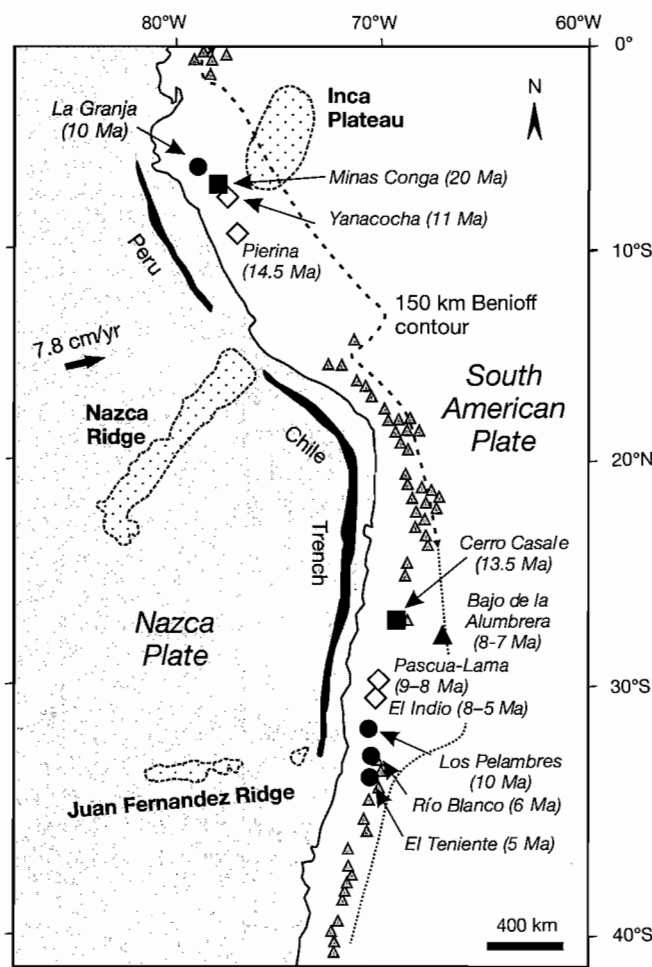 80°W
70°W
60°W
0°
N
La Granja
(10 Ma)
Inca
Plateau
Minas Conga (20 Ma)
Yanacocha (11 Ma)
Pierina
(14.5 Ma)
10°S
Peru
150 km Benioff
contour
7.8 cm/yr
South
American
Plate
Nazca
Ridge
Chile
20°S
Trench
Cerro Casale
(13.5 Ma)
Bajo de la
Alumbrera
(8-7 Ma)
Nazca
Plate
Pascua-Lama
(9–8 Ma)
30°S
El Indio (8–5 Ma)
Los Pelambres
(10 Ma)
Juan Fernandez Ridge
Río Blanco (6 Ma)
El Teniente (5 Ma)
400 km
40°S